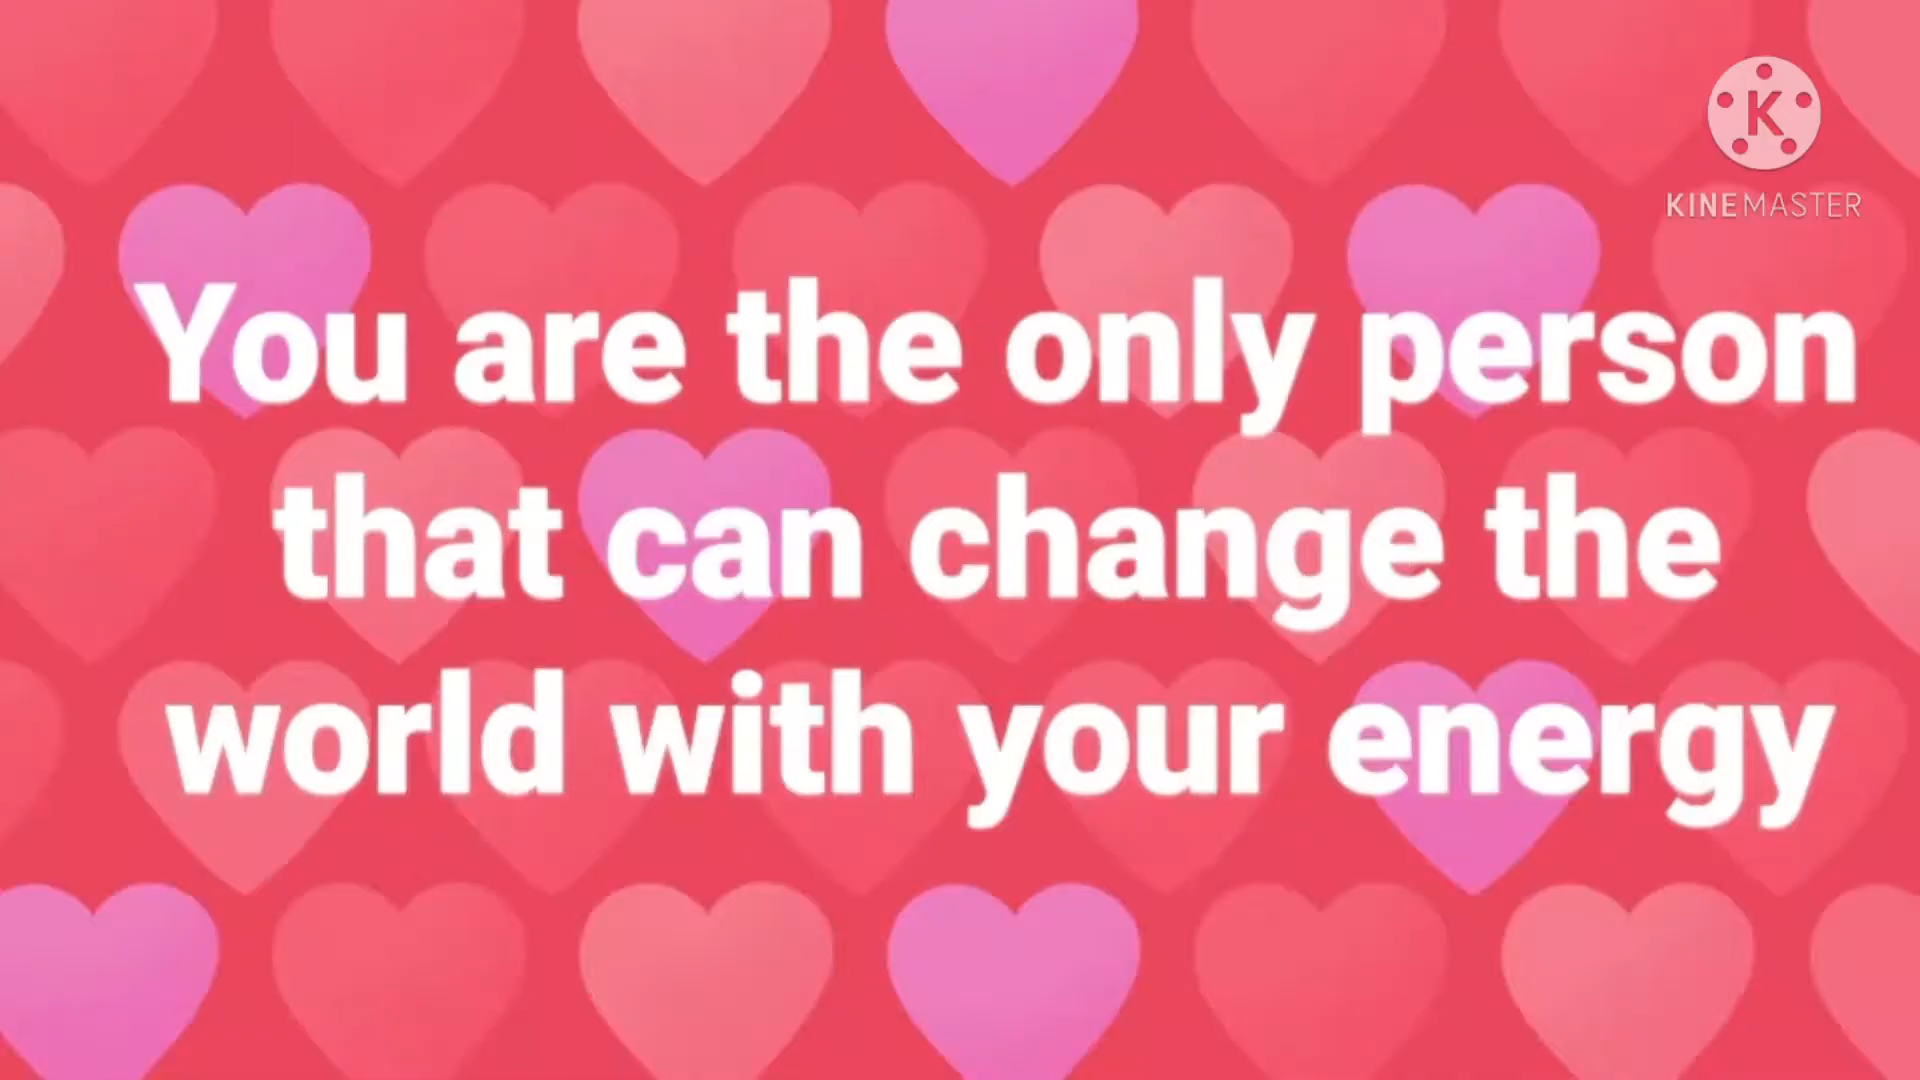 K
KINEMASTER
You are the only person
that can change the
world with your energy